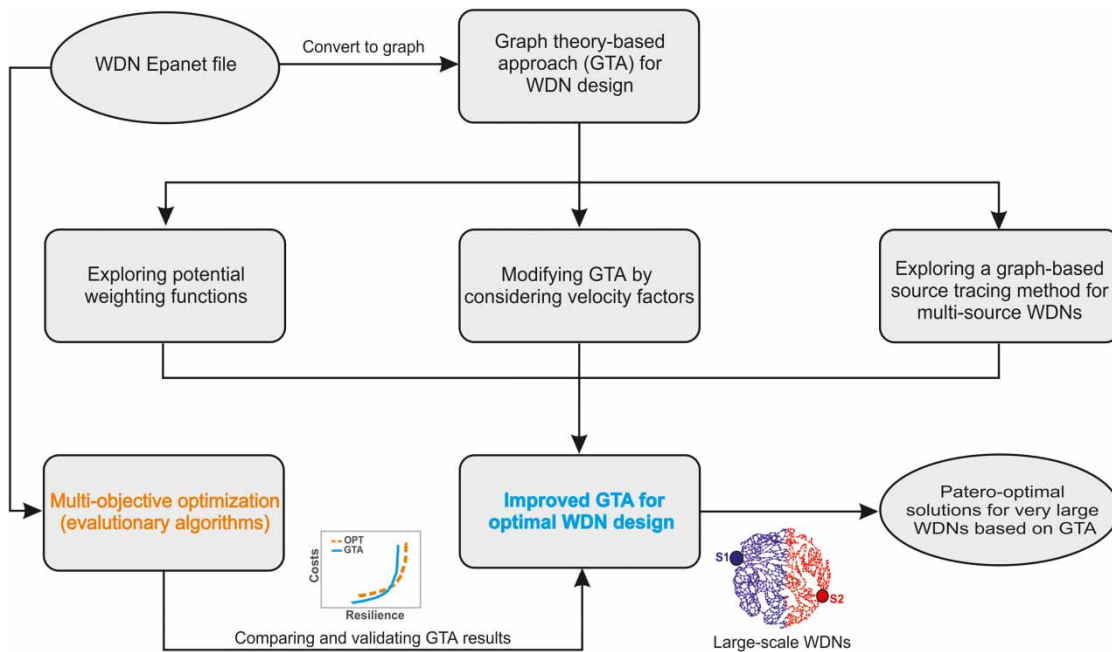 WDN Epanet file
Convert to graph
Graph theory-based
approach (GTA) for
WDN design
Exploring potential
weighting functions
Modifying GTA by
considering velocity factors
Exploring a graph-based
source tracing method for
multi-source WDNs
Multi-objective optimization
(evalutionary algorithms)
Improved GTA for
optimal WDN design
Patero-optimal
solutions for very large
WDNs based on GTA
OPT
GTA
Costs
Resilience
S1
S2
Comparing and validating GTA results
Large-scale WDNs